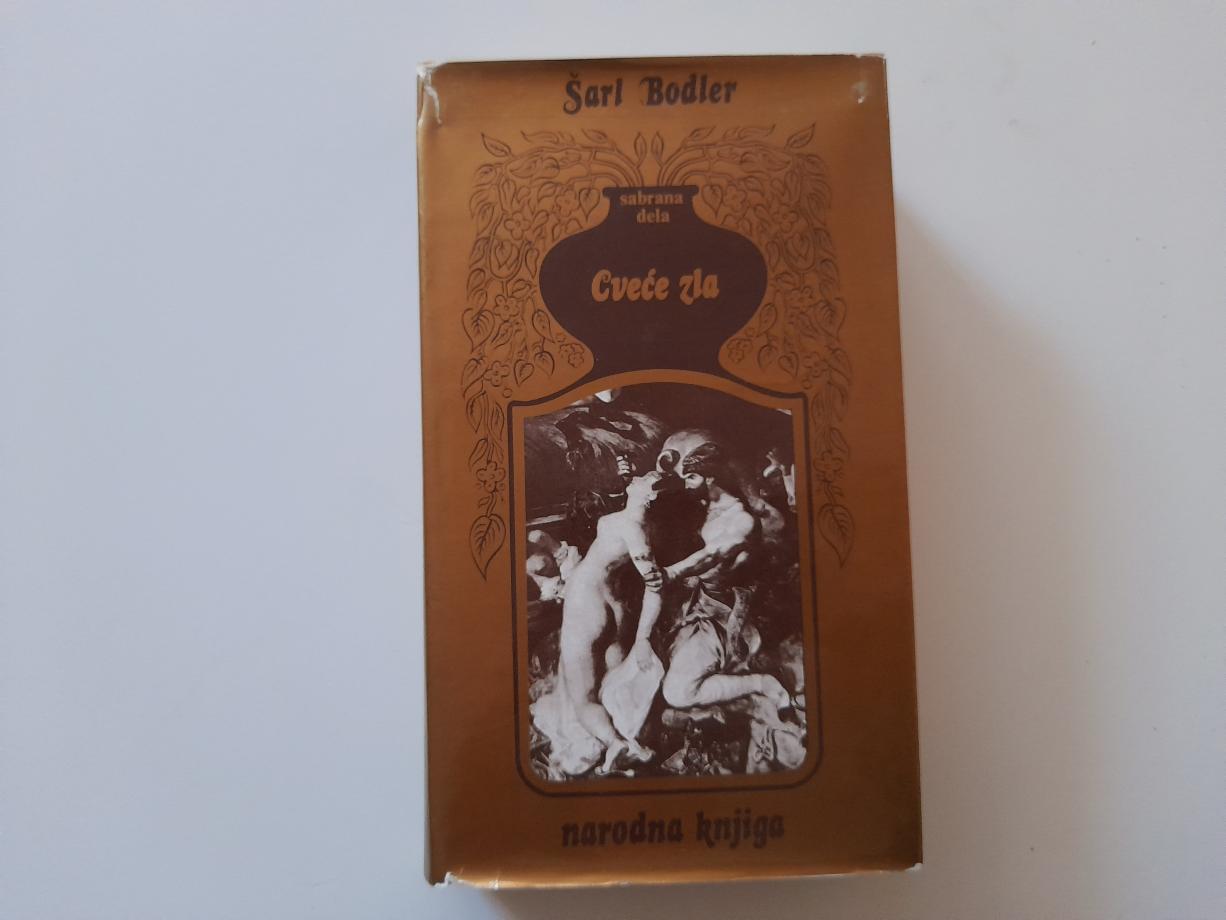 Šarl Bodler
sabrana
dela
Cveće zla
narodna knjiga